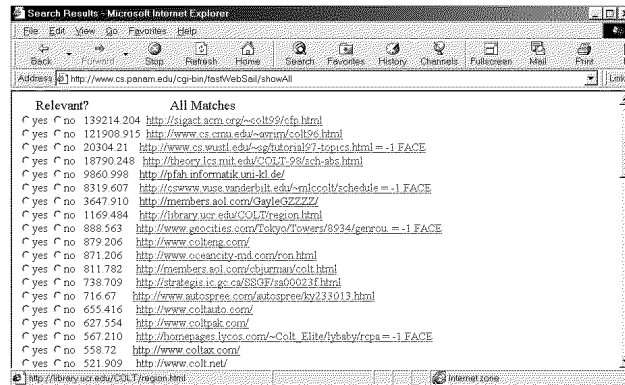 Search Results - Microsoft Internet Explorer
File Edit View Go Favorites Help
Back Forward Stop Refresh Home Search Favorites History Channels Fullscreen Mail Print
Address http://www.cs.panam.edu/cgi-bin/fastWebSail/showAll Link
Relevant? All Matches
yes no 139214.204 http://sigact.acm.org/~colt99/cfp.html
yes no 121908.915 http://www.cs.cmu.edu/~avrim/colt96.html
yes no 20304.21 http://www.cs.wustl.edu/~sg/tutorial97-topics.html = -1 FACE
yes no 18790.248 http://theory.lcs.mit.edu/COLT-98/sch-abs.html
yes no 9860.998 http://pfah.informatik.uni-kl.de/
yes no 8319.607 http://cswww.vuse.vanderbilt.edu/~mlccolt/schedule = -1 FACE
yes no 3647.910 http://members.aol.com/GayleGZZZZ/
yes no 1169.484 http://library.ucr.edu/COLT/region.html
yes no 888.563 http://www.geocities.com/Tokyo/Towers/8934/genrou. = -1 FACE
yes no 879.206 http://www.colteng.com/
yes no 871.206 http://www.oceancity-md.com/ron.html
yes no 811.782 http://members.aol.com/cbjurman/colt.html
yes no 738.709 http://strategis.ic.gc.ca/SSGF/sa00023f.html
yes no 716.67 http://www.autospree.com/autospree/ky233013.html
yes no 655.416 http://www.coltauto.com/
yes no 627.554 http://www.coltpak.com/
yes no 567.210 http://homepages.lycos.com/~Colt_Elite/lybaby/rcpa = -1 FACE
yes no 558.72 http://www.coltax.com/
yes no 521.909 http://www.colt.net/
http://library.ucr.edu/COLT/region.html Internet zone